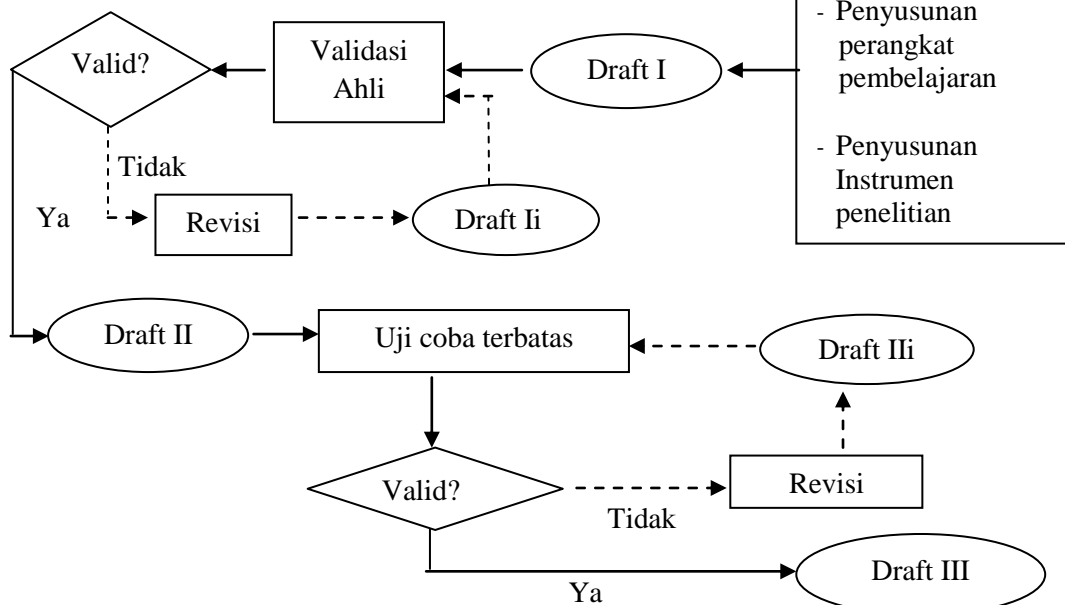 - Penyusunan
perangkat
pembelajaran
- Penyusunan
Instrumen
penelitian
Draft I
Validasi
Ahli
Valid?
Tidak
Ya
Revisi
Draft Ii
Draft II
Uji coba terbatas
Draft IIi
Valid?
Tidak
Revisi
Ya
Draft III